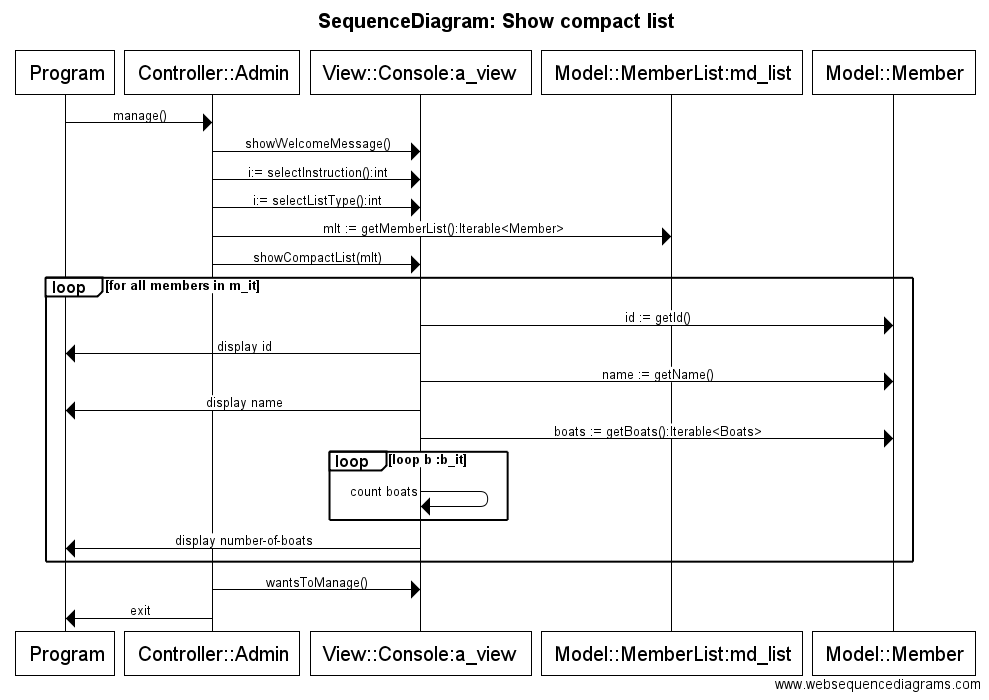 SequenceDiagram: Show compact list
Program
Controller::Admin
View::Console:a_view
Model::MemberList:md_list
Model::Member
manage()
showWelcomeMessage()
i:= selectInstruction():int
i:= selectListType():int
mlt := getMemberList():Iterable<Member>
showCompactList(mlt)
loop [for all members in m_it]
id := getId()
display id
name := getName()
display name
boats := getBoats():Iterable<Boats>
loop [loop b :b_it]
count boats
display number-of-boats
wantsToManage()
exit
Program
Controller::Admin
View::Console:a_view
Model::MemberList:md_list
Model::Member
www.websequencediagrams.com